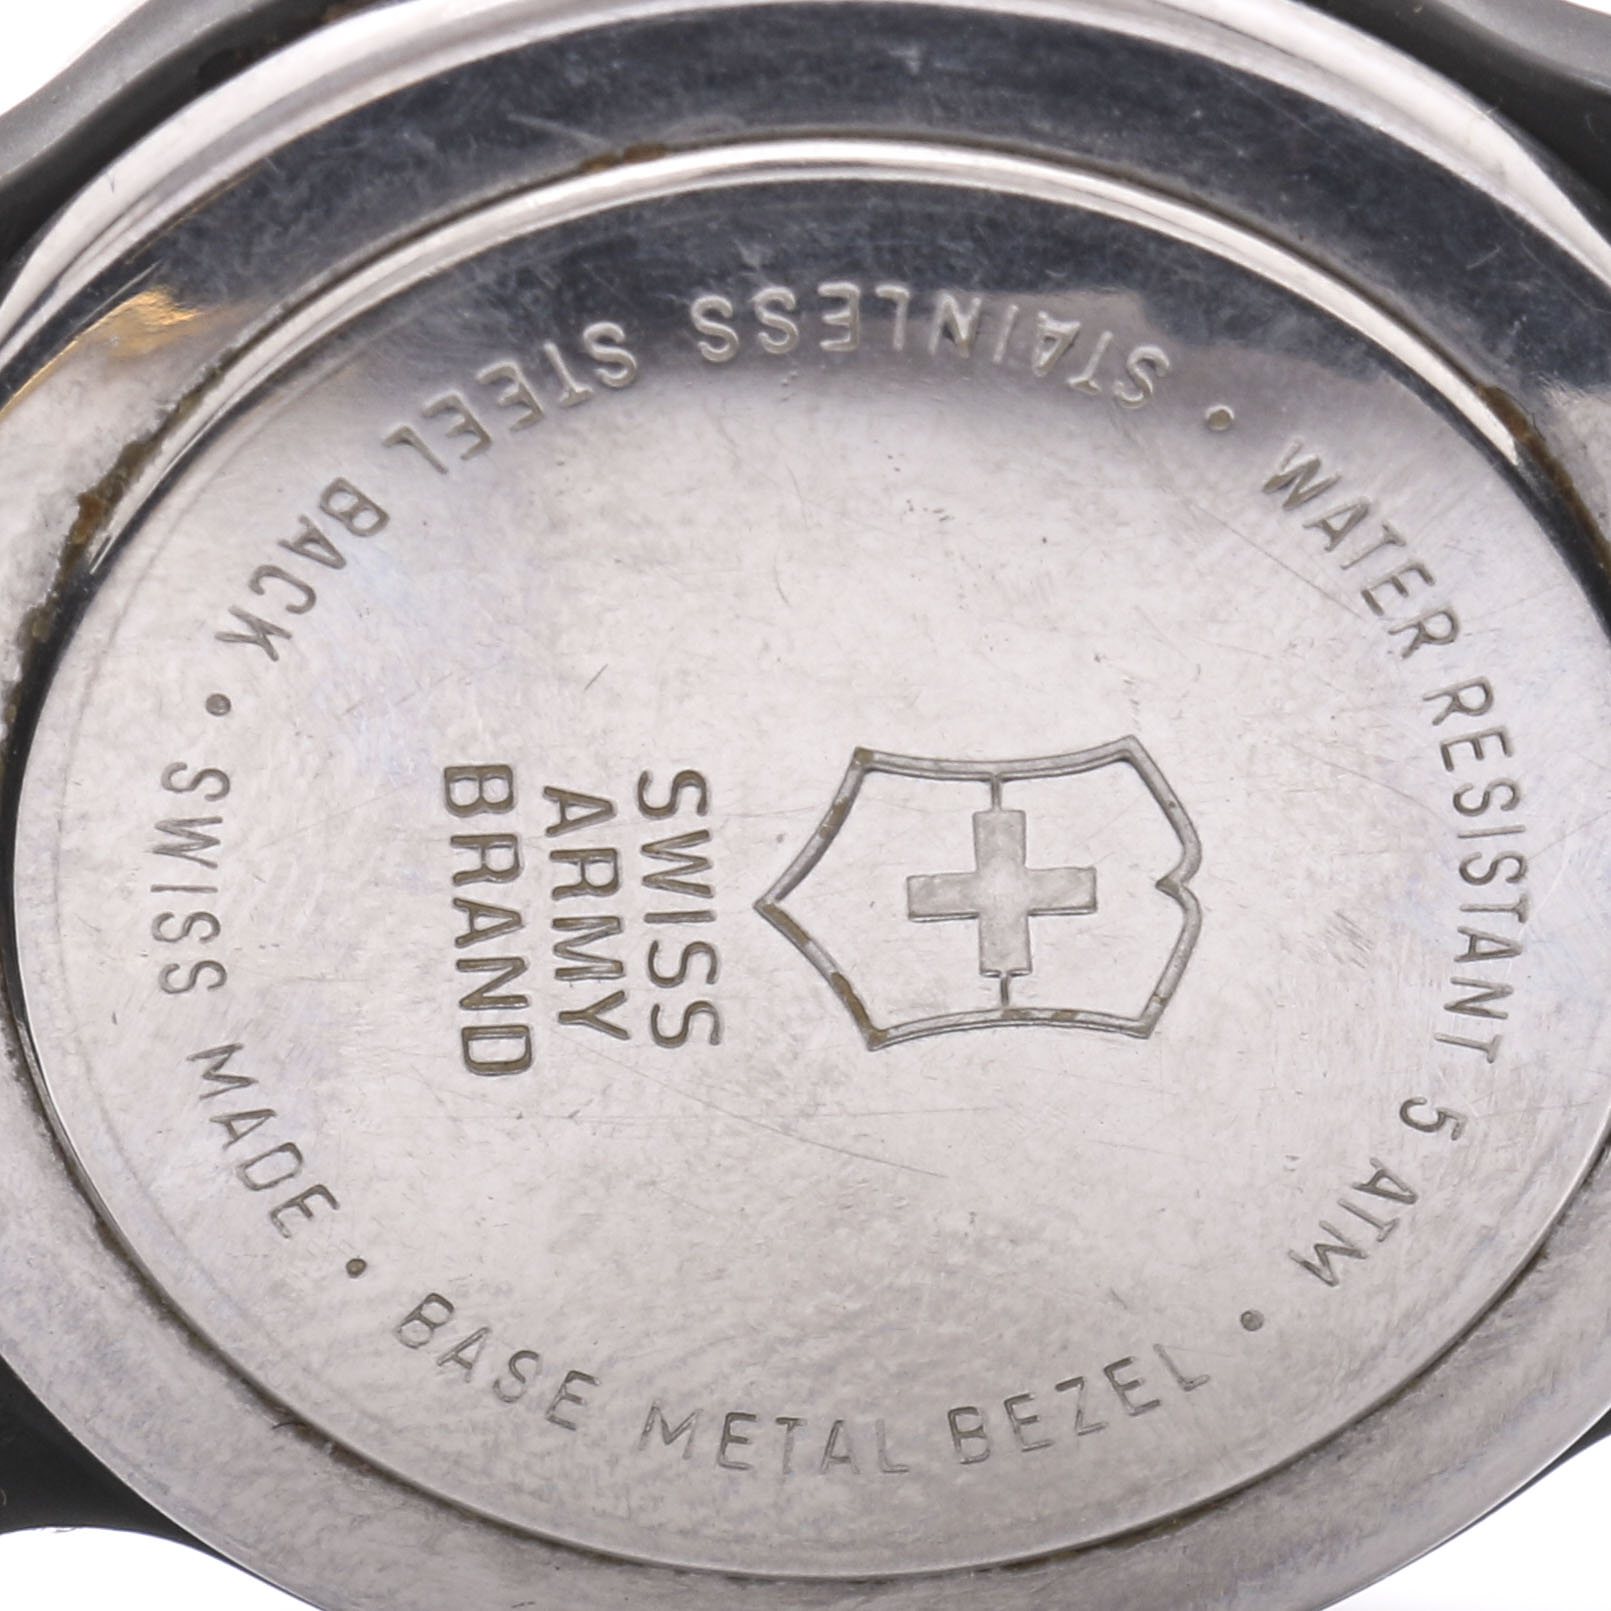 SWISS
ARMY
BRAND
STAINLESS STEEL BACK • SWISS MADE • BASE METAL BEZEL • WATER RESISTANT 5 ATM •